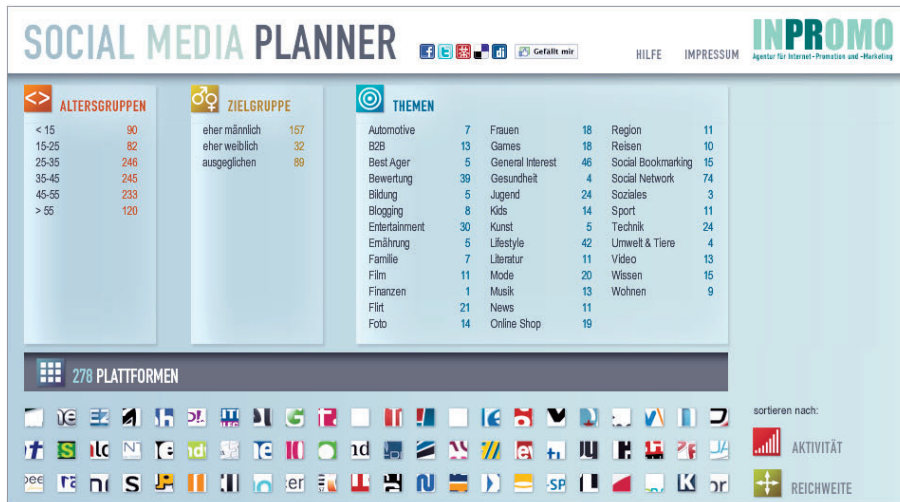 SOCIAL MEDIA PLANNER
Gefällt mir
HILFE IMPRESSUM
INPROMO
Agentur für Internet-Promotion und -Marketing
ALTERSGRUPPEN
< 15 90
15-25 82
25-35 246
35-45 245
45-55 233
> 55 120
ZIELGRUPPE
eher männlich 157
eher weiblich 32
ausgeglichen 89
THEMEN
Automotive 7
B2B 13
Best Ager 5
Bewertung 39
Bildung 5
Blogging 8
Entertainment 30
Ernährung 5
Familie 7
Film 11
Finanzen 1
Flirt 21
Foto 14
Frauen 18
Games 18
General Interest 46
Gesundheit 4
Jugend 24
Kids 14
Kunst 5
Lifestyle 42
Literatur 11
Mode 20
Musik 13
News 11
Online Shop 19
Region 11
Reisen 10
Social Bookmarking 15
Social Network 74
Soziales 3
Sport 11
Technik 24
Umwelt & Tiere 4
Video 13
Wissen 15
Wohnen 9
278 PLATTFORMEN
sortieren nach:
AKTIVITÄT
REICHWEITE